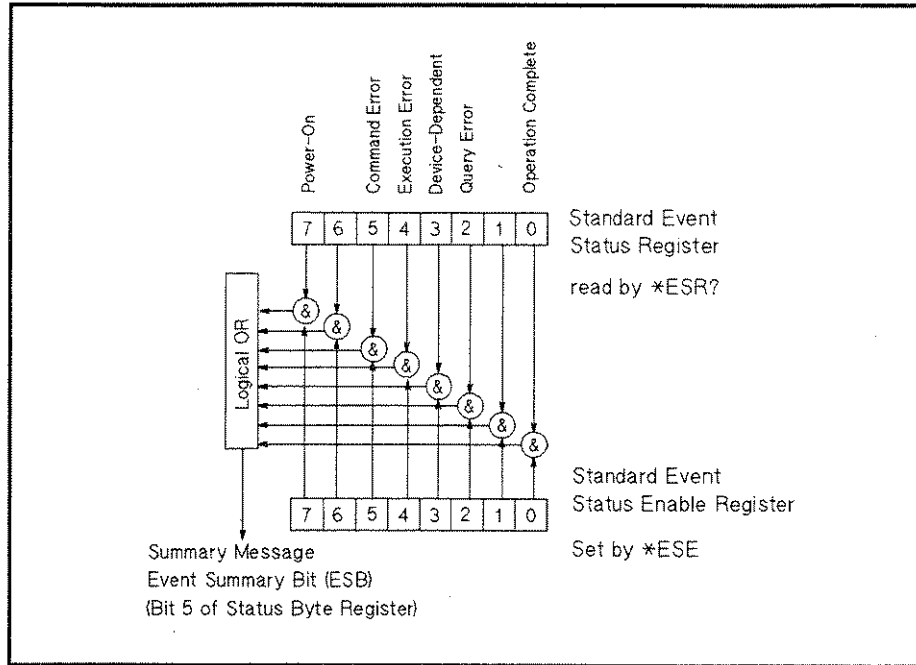 Power-On
Command Error
Execution Error
Device-Dependent
Query Error
Operation Complete
7 6 5 4 3 2 1 0
Standard Event
Status Register
read by *ESR?
Logical OR
&
&
&
&
&
&
&
&
Standard Event
Status Enable Register
7 6 5 4 3 2 1 0
Set by *ESE
Summary Message
Event Summary Bit (ESB)
(Bit 5 of Status Byte Register)